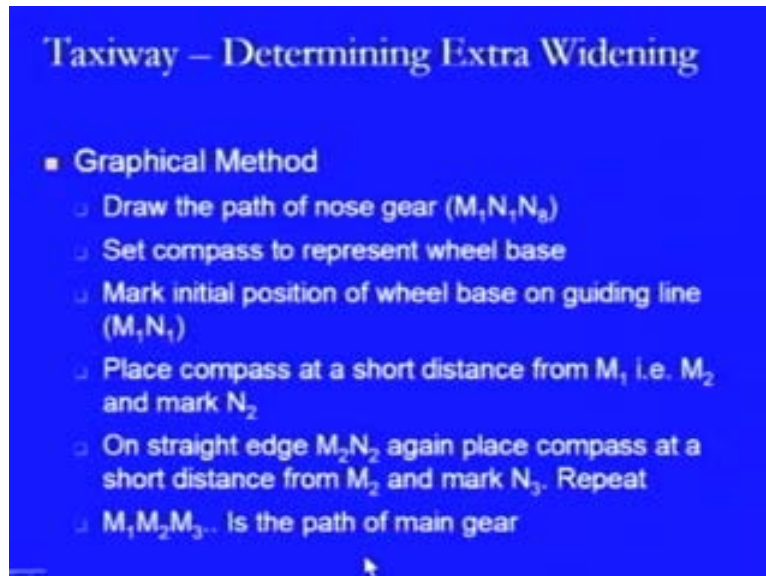 Taxiway – Determining Extra Widening
Graphical Method
Draw the path of nose gear (M₁N₁N₈)
Set compass to represent wheel base
Mark initial position of wheel base on guiding line
(M₁N₁)
Place compass at a short distance from M₁ i.e. M₂
and mark N₂
On straight edge M₂N₂ again place compass at a
short distance from M₂ and mark N₃. Repeat
M₁M₂M₃.. Is the path of main gear